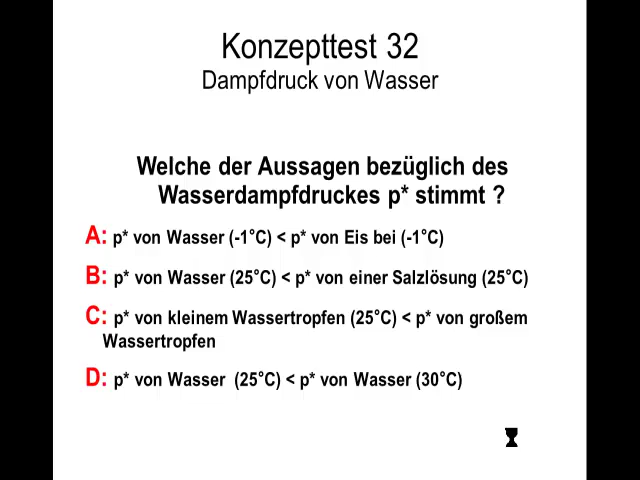 Konzepttest 32
Dampfdruck von Wasser
Welche der Aussagen bezüglich des
Wasserdampfdruckes p* stimmt ?
A: p* von Wasser (-1°C) < p* von Eis bei (-1°C)
B: p* von Wasser (25°C) < p* von einer Salzlösung (25°C)
C: p* von kleinem Wassertropfen (25°C) < p* von großem
Wassertropfen
D: p* von Wasser (25°C) < p* von Wasser (30°C)